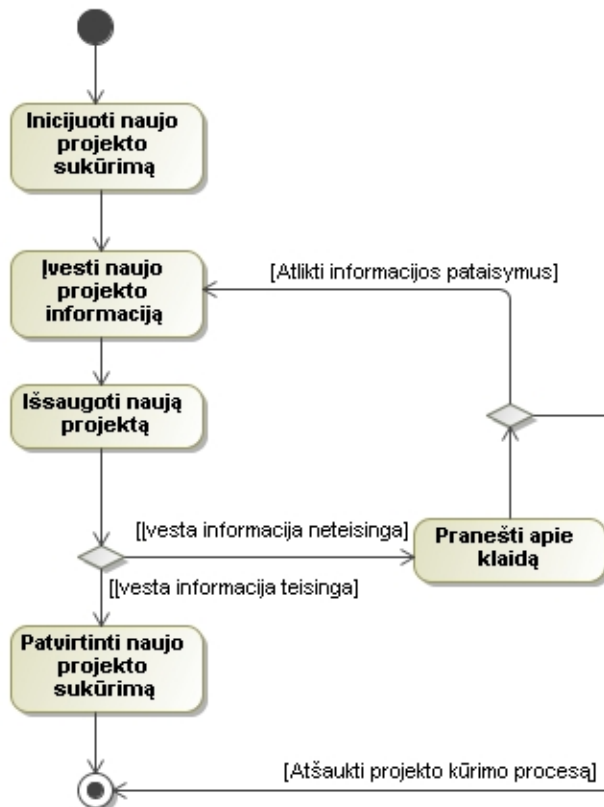 Inicijuoti naujo
projekto
sukūrimą
Įvesti naujo
projekto
informaciją
[Atlikti informacijos pataisymus]
Išsaugoti naują
projektą
[Įvesta informacija neteisinga]
Pranešti apie
klaidą
[Įvesta informacija teisinga]
Patvirtinti naujo
projekto
sukūrimą
[Atšaukti projekto kūrimo procesą]